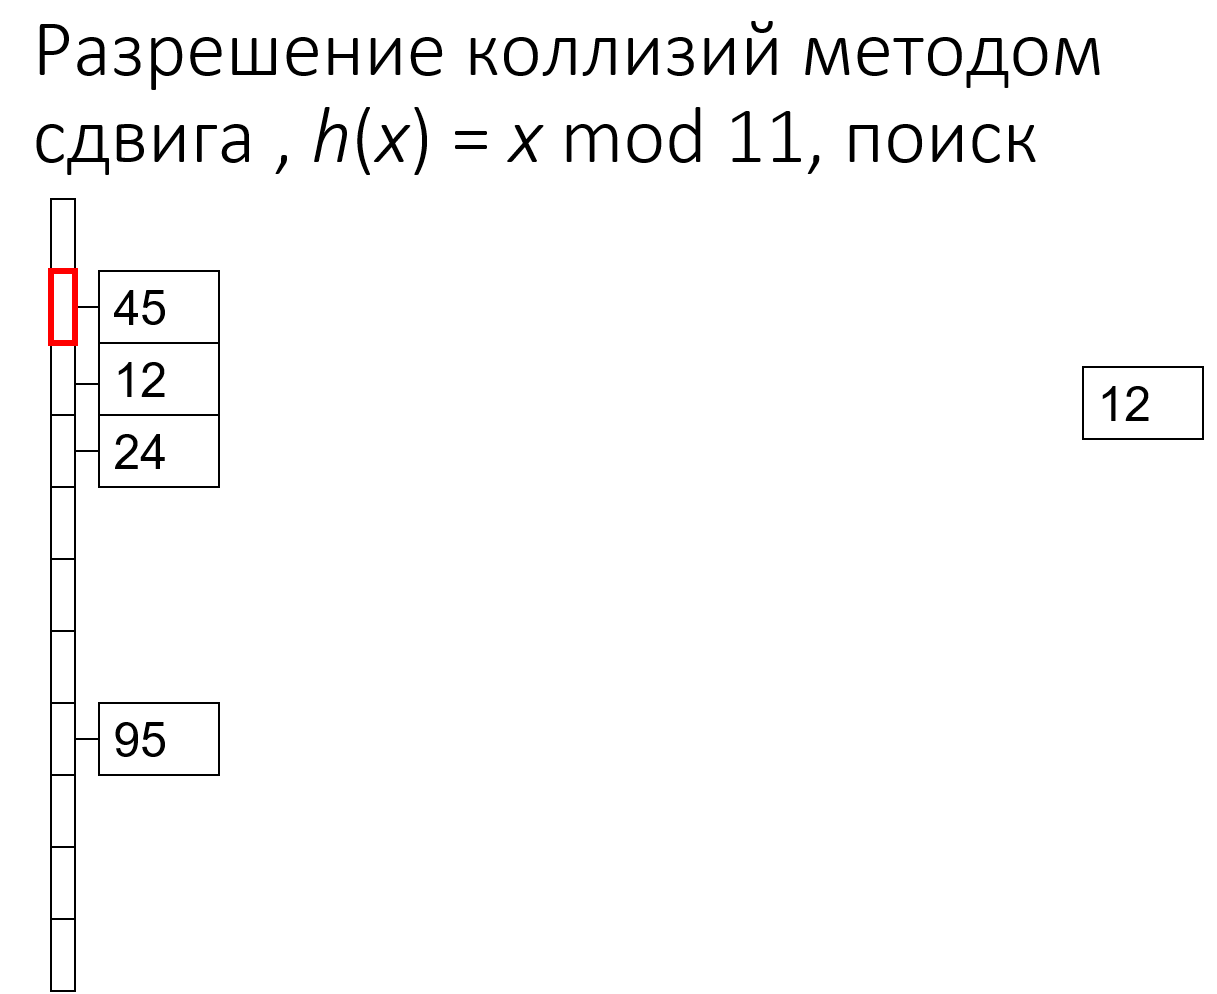 Разрешение коллизий методом
сдвига , h(x) = x mod 11, поиск
45
12
12
24
95